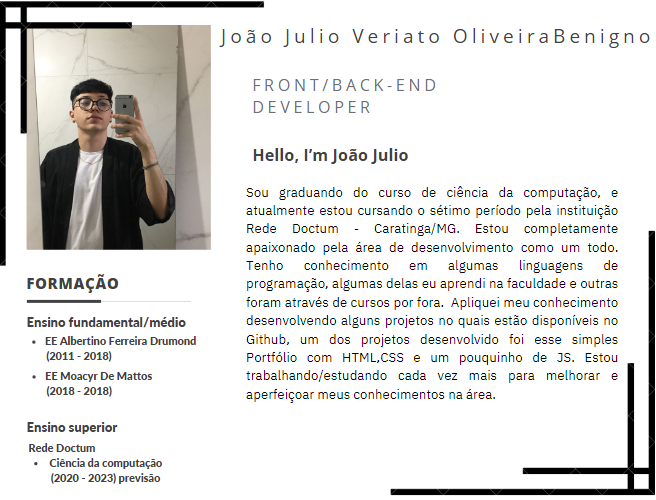 João Julio Veriato OliveiraBenigno
FRONT/BACK-END
DEVELOPER
Hello, I'm João Julio
Sou graduando do curso de ciência da computação, e
atualmente estou cursando o sétimo período pela instituição
Rede Doctum - Caratinga/MG. Estou completamente
apaixonado pela área de desenvolvimento como um todo.
Tenho conhecimento em algumas linguagens de
programação, algumas delas eu aprendi na faculdade e outras
foram através de cursos por fora. Apliquei meu conhecimento
desenvolvendo alguns projetos no quais estão disponíveis no
Github, um dos projetos desenvolvido foi esse simples
Portfólio com HTML,CSS e um pouquinho de JS. Estou
trabalhando/estudando cada vez mais para melhorar e
aperfeiçoar meus conhecimentos na área.
FORMAÇÃO
Ensino fundamental/médio
• EE Albertino Ferreira Drumond
(2011 - 2018)
• EE Moacyr De Mattos
(2018 - 2018)
Ensino superior
Rede Doctum
• Ciência da computação
(2020 - 2023) previsão